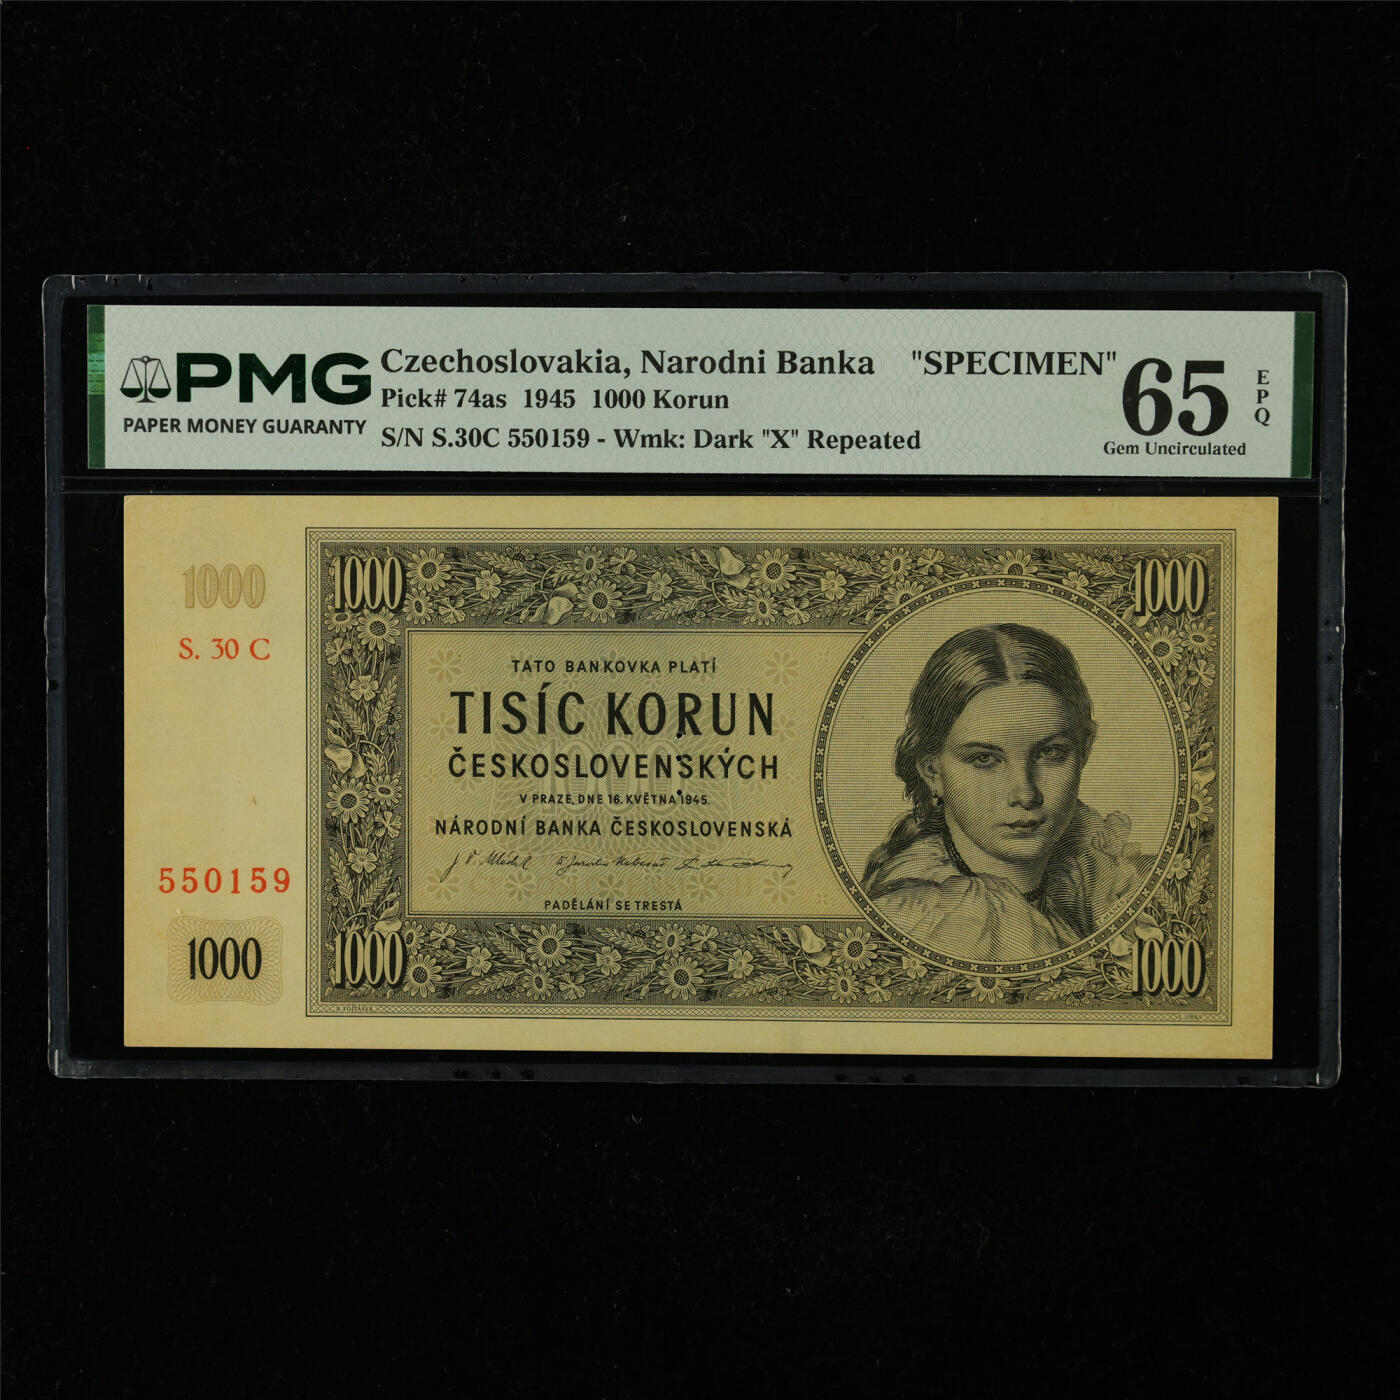 PMG
PAPER MONEY GUARANTY
Czechoslovakia, Narodni Banka "SPECIMEN"
Pick# 74as 1945 1000 Korun
S/N S.30C 550159 - Wmk: Dark "X" Repeated
65
EPQ
Gem Uncirculated
1000
S. 30 C
550159
1000
1000
1000
TATO BANKOVKA PLATÍ
TISÍC KORUN
ČESKOSLOVENSKÝCH
V PRAZE, DNE 16. KVĚTNA 1945.
NÁRODNÍ BANKA ČESKOSLOVENSKÁ
PADĚLÁNÍ SE TRESTÁ
1000
1000